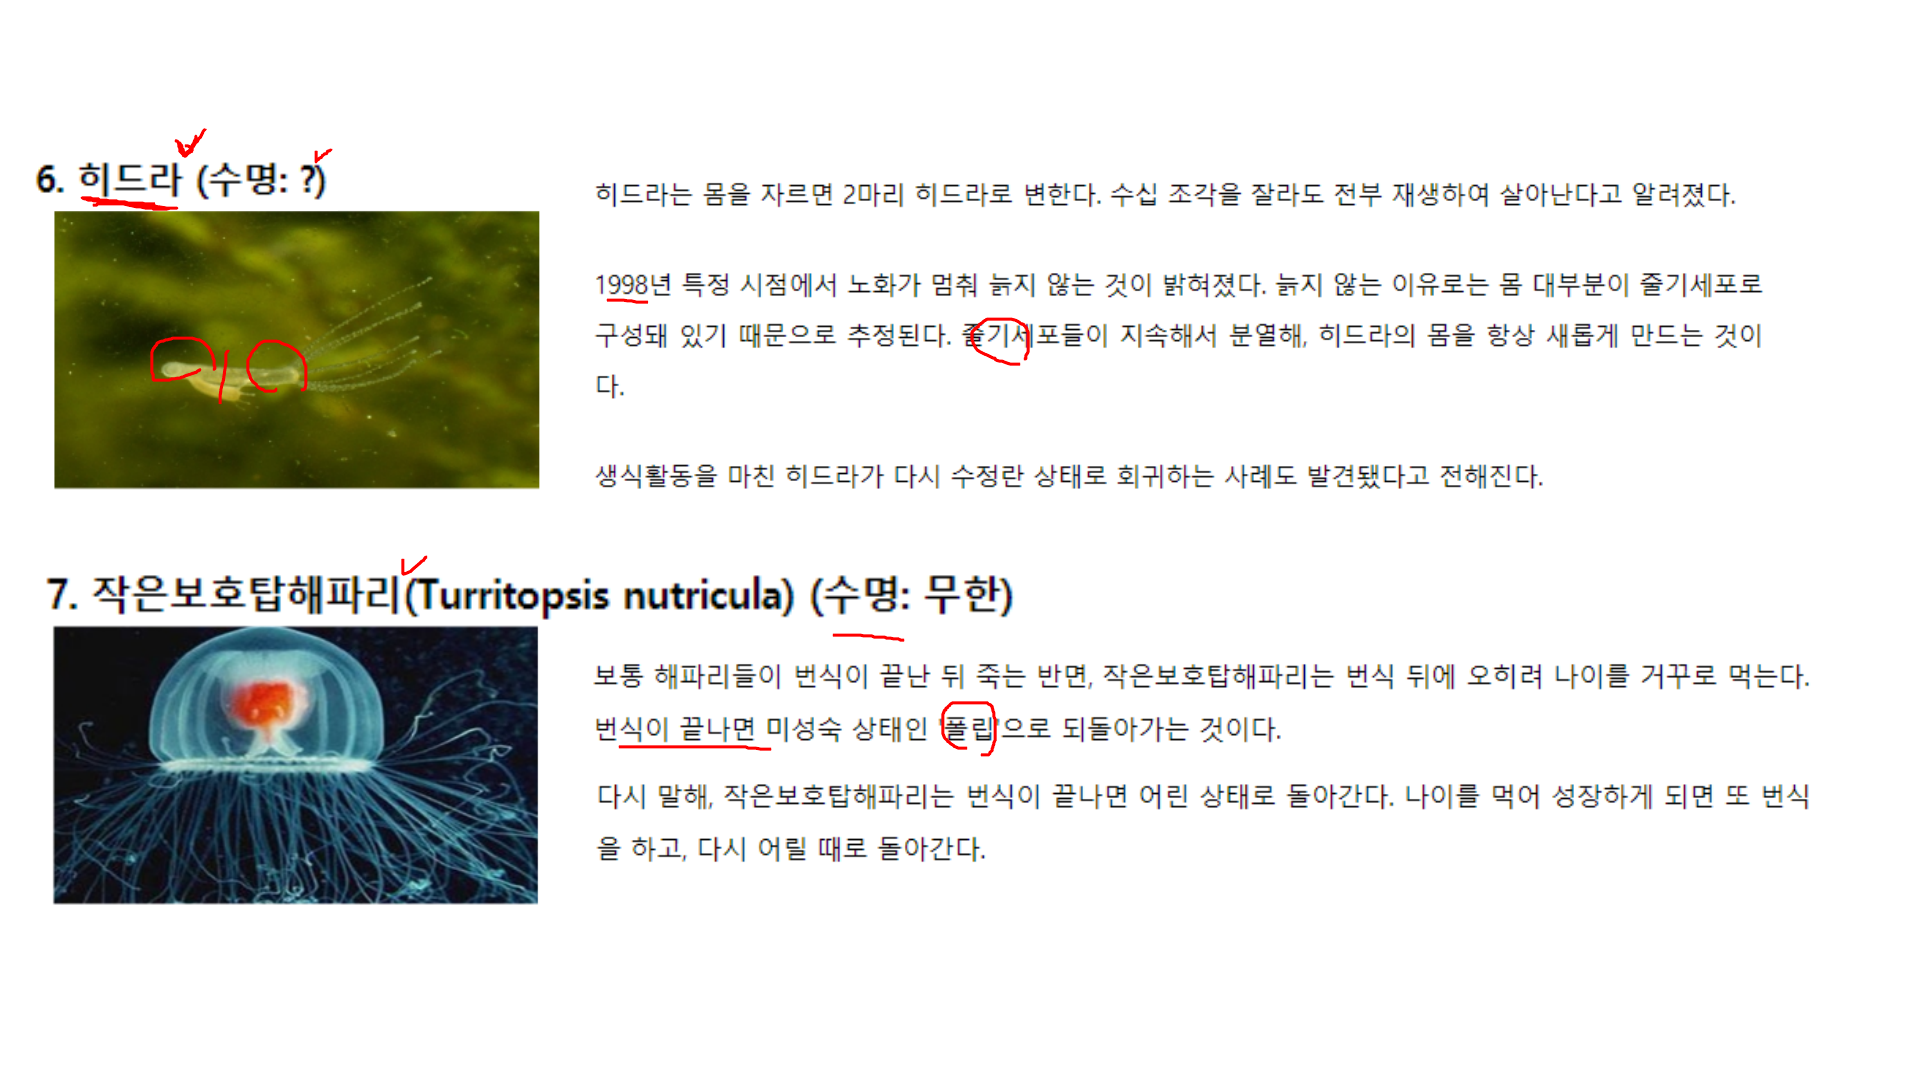 6. 히드라 (수명: ?)
히드라는 몸을 자르면 2마리 히드라로 변한다. 수십 조각을 잘라도 전부 재생하여 살아난다고 알려졌다.
1998년 특정 시점에서 노화가 멈춰 늙지 않는 것이 밝혀졌다. 늙지 않는 이유로는 몸 대부분이 줄기세포로
구성돼 있기 때문으로 추정된다. 줄기세포들이 지속해서 분열해, 히드라의 몸을 항상 새롭게 만드는 것이
다.
생식활동을 마친 히드라가 다시 수정란 상태로 회귀하는 사례도 발견됐다고 전해진다.
7. 작은보호탑해파리(Turritopsis nutricula) (수명: 무한)
보통 해파리들이 번식이 끝난 뒤 죽는 반면, 작은보호탑해파리는 번식 뒤에 오히려 나이를 거꾸로 먹는다.
번식이 끝나면 미성숙 상태인 '폴립'으로 되돌아가는 것이다.
다시 말해, 작은보호탑해파리는 번식이 끝나면 어린 상태로 돌아간다. 나이를 먹어 성장하게 되면 또 번식
을 하고, 다시 어릴 때로 돌아간다.